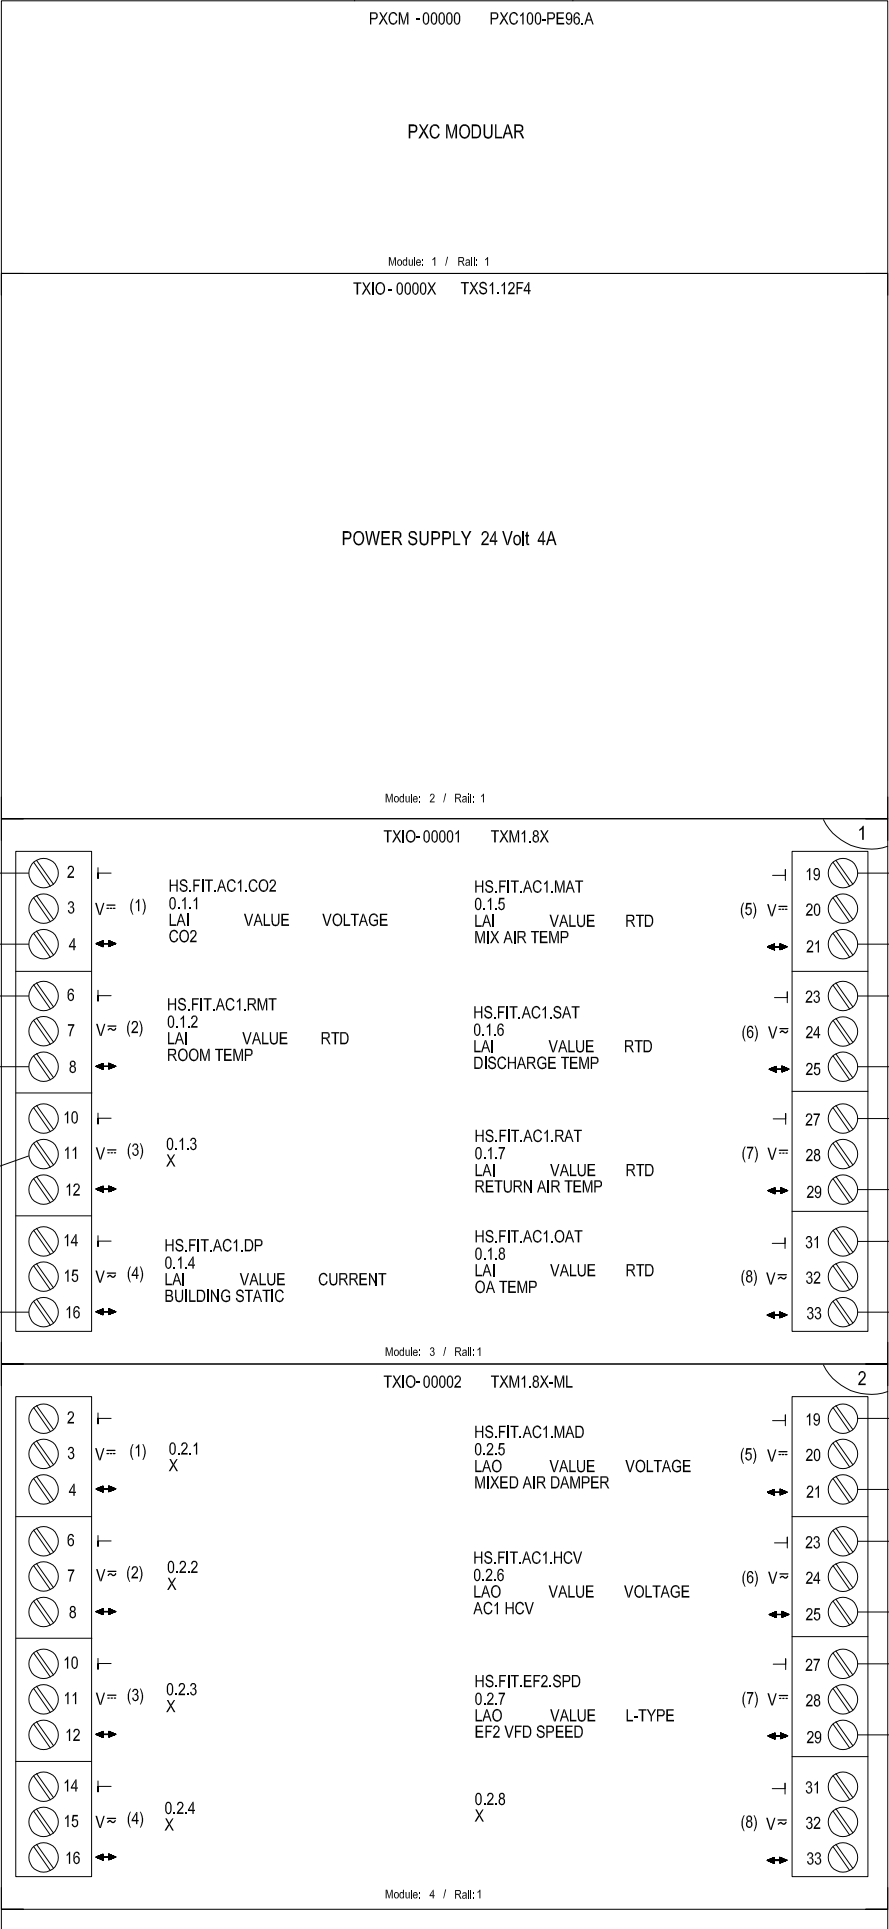 PXCM -00000 PXC100-PE96.A
PXC MODULAR
Module: 1 / Rail: 1
TXIO-0000X TXS1.12F4
POWER SUPPLY 24 Volt 4A
Module: 2 / Rail: 1
TXIO-00001 TXM1.8X
1
2
3 V= (1)
4
HS.FIT.AC1.CO2
0.1.1
LAI VALUE VOLTAGE
CO2
HS.FIT.AC1.MAT
0.1.5
LAI VALUE RTD
MIX AIR TEMP
19
(5) V= 20
21
6
7 V≂ (2)
8
HS.FIT.AC1.RMT
0.1.2
LAI VALUE RTD
ROOM TEMP
HS.FIT.AC1.SAT
0.1.6
LAI VALUE RTD
DISCHARGE TEMP
23
(6) V≂ 24
25
10
11 V= (3)
12
0.1.3
X
HS.FIT.AC1.RAT
0.1.7
LAI VALUE RTD
RETURN AIR TEMP
27
(7) V= 28
29
14
15 V≂ (4)
16
HS.FIT.AC1.DP
0.1.4
LAI VALUE CURRENT
BUILDING STATIC
HS.FIT.AC1.OAT
0.1.8
LAI VALUE RTD
OA TEMP
31
(8) V≂ 32
33
Module: 3 / Rail:1
TXIO-00002 TXM1.8X-ML
2
2
3 V= (1)
4
0.2.1
X
HS.FIT.AC1.MAD
0.2.5
LAO VALUE VOLTAGE
MIXED AIR DAMPER
19
(5) V= 20
21
6
7 V≂ (2)
8
0.2.2
X
HS.FIT.AC1.HCV
0.2.6
LAO VALUE VOLTAGE
AC1 HCV
23
(6) V≂ 24
25
10
11 V= (3)
12
0.2.3
X
HS.FIT.EF2.SPD
0.2.7
LAO VALUE L-TYPE
EF2 VFD SPEED
27
(7) V= 28
29
14
15 V≂ (4)
16
0.2.4
X
0.2.8
X
31
(8) V≂ 32
33
Module: 4 / Rail:1